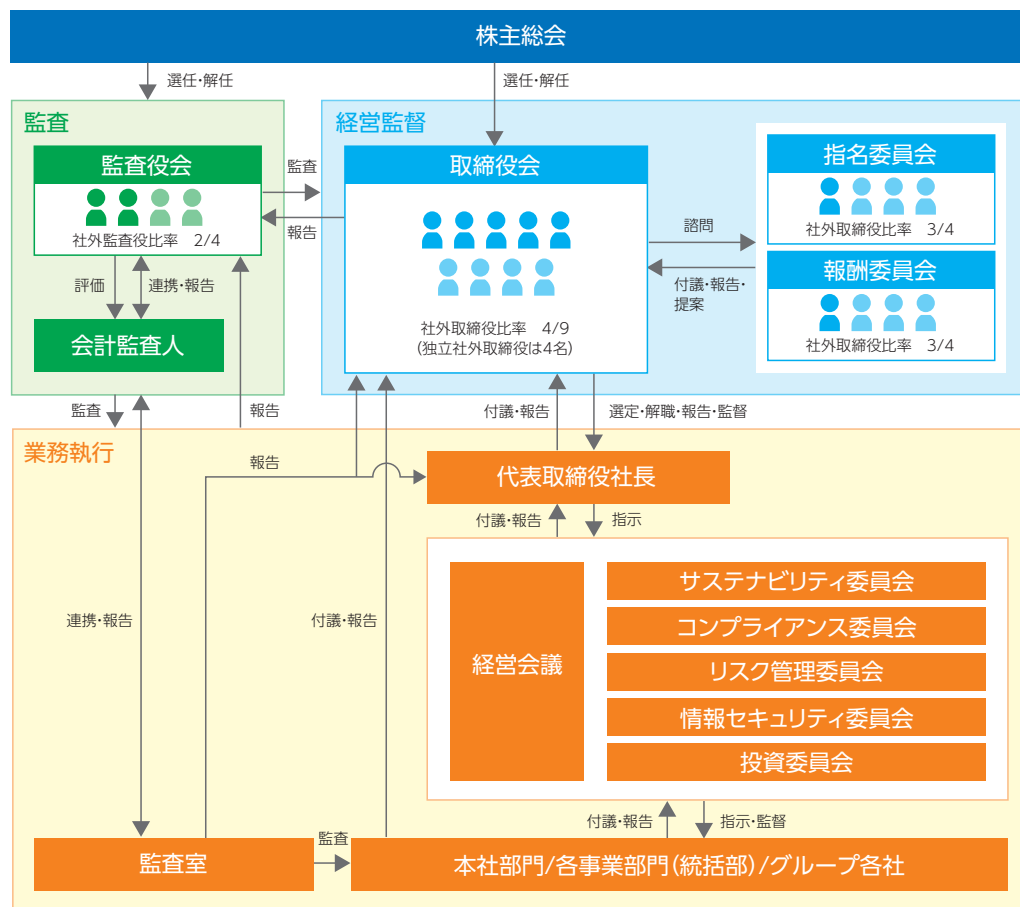 株主総会
選任・解任
選任・解任
監査
監査役会
社外監査役比率 2/4
評価
連携・報告
会計監査人
監査
報告
経営監督
取締役会
社外取締役比率 4/9
(独立社外取締役は4名)
諮問
付議・報告・
提案
指名委員会
社外取締役比率 3/4
報酬委員会
社外取締役比率 3/4
監査
報告
付議・報告
選定・解職・報告・監督
業務執行
報告
代表取締役社長
付議・報告
指示
経営会議
サステナビリティ委員会
コンプライアンス委員会
リスク管理委員会
情報セキュリティ委員会
投資委員会
連携・報告
付議・報告
付議・報告
指示・監督
監査室
監査
本社部門/各事業部門(統括部)/グループ各社